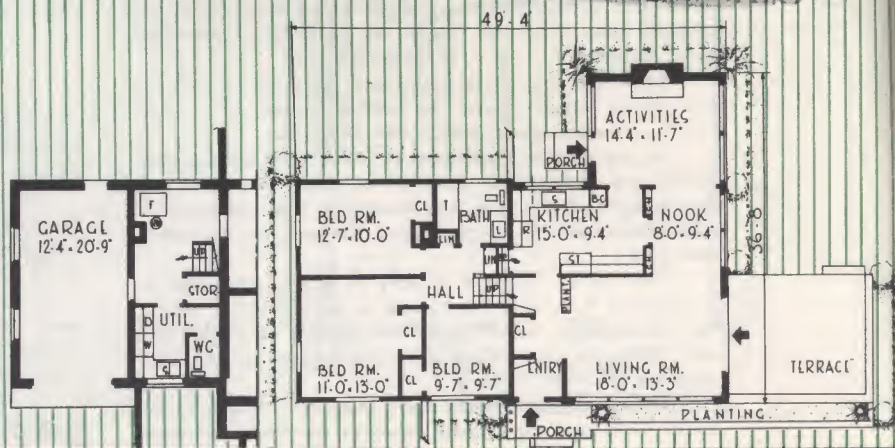 49'-4"
ACTIVITIES
14'-4" × 11'-7"
PORCH
GARAGE
12'-4" × 20'-9"
F
UP
STOR.
UTIL.
D
W
WC
S
BED RM.
12'-7" × 10'-0"
CL
T
BATH
L
LIN
KITCHEN
15'-0" × 9'-4"
S
B.C.
R
ST
NOOK
8'-0" × 9'-4"
36'-8"
HALL
UP
PLANT.
BED RM.
11'-0" × 13'-0"
CL
CL
BED RM.
9'-7" × 9'-7"
CL
ENTRY
LIVING RM.
18'-0" × 13'-3"
TERRACE
PLANTING
PORCH